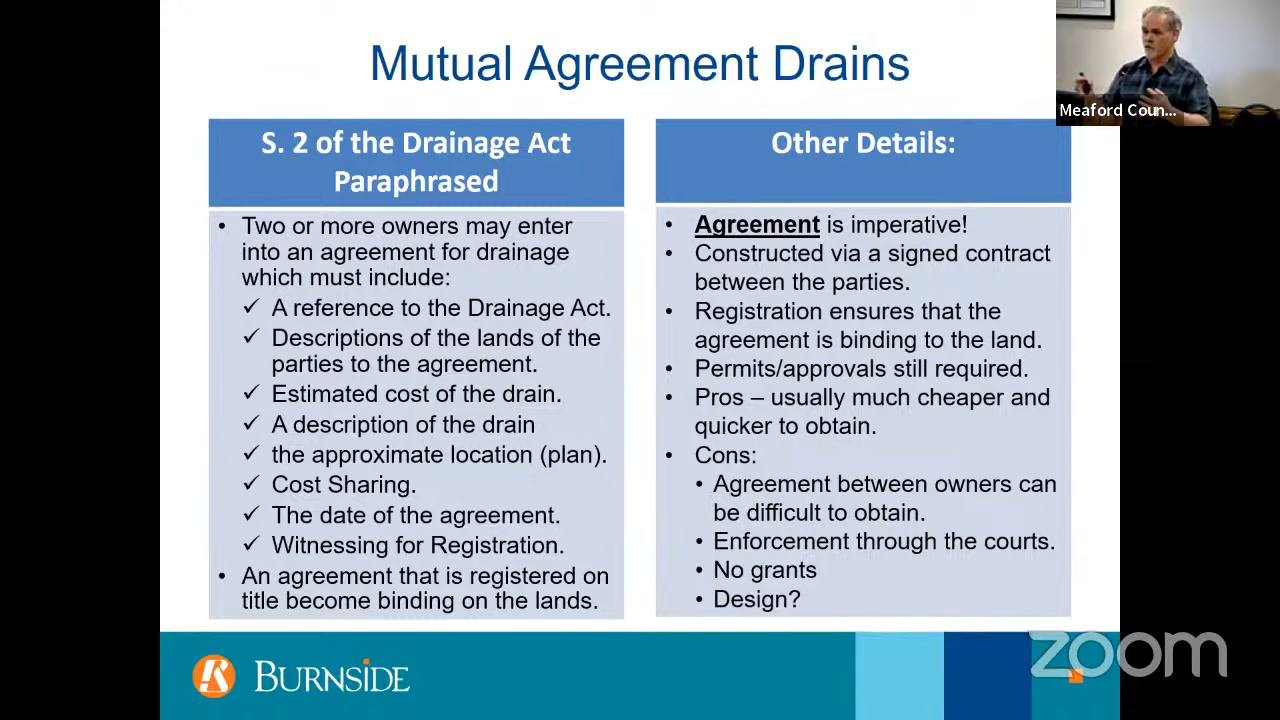 Mutual Agreement Drains
Meaford Coun...
S. 2 of the Drainage Act
Paraphrased
• Two or more owners may enter
into an agreement for drainage
which must include:
✓ A reference to the Drainage Act.
✓ Descriptions of the lands of the
parties to the agreement.
✓ Estimated cost of the drain.
✓ A description of the drain
✓ the approximate location (plan).
✓ Cost Sharing.
✓ The date of the agreement.
✓ Witnessing for Registration.
• An agreement that is registered on
title become binding on the lands.
Other Details:
• Agreement is imperative!
• Constructed via a signed contract
between the parties.
• Registration ensures that the
agreement is binding to the land.
• Permits/approvals still required.
• Pros – usually much cheaper and
quicker to obtain.
• Cons:
• Agreement between owners can
be difficult to obtain.
• Enforcement through the courts.
• No grants
• Design?
BURNSIDE
zoom